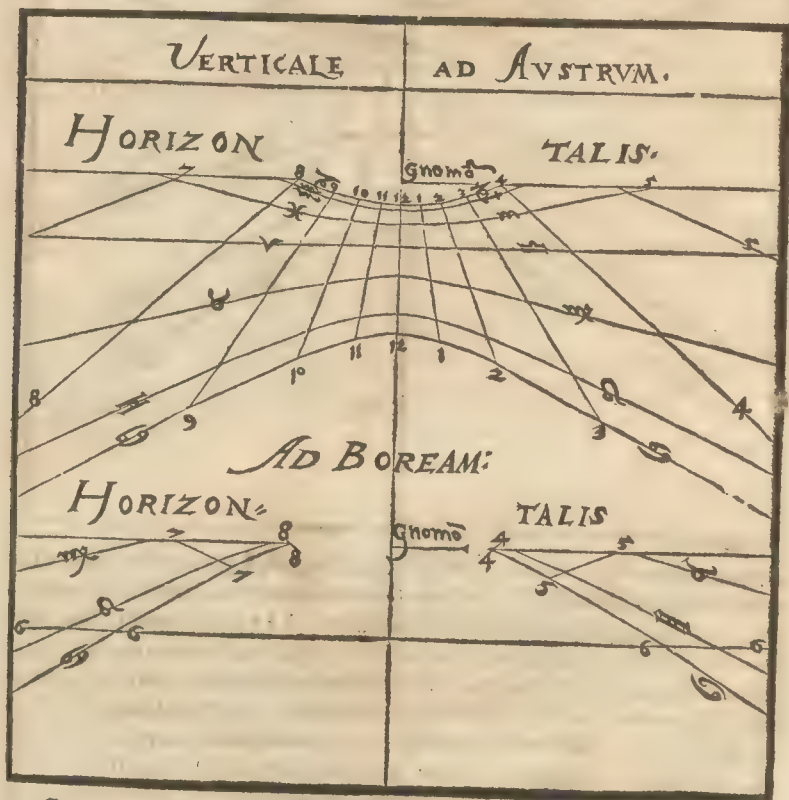 VERTICALE AD AVSTRVM.
HORIZON TALIS.
Gnomō
7 8 9 10 11 12 1 2 3 4 5
♓ ♏
♈ ♎ 5
♉ ♍
8 ♊ 10 11 12 1 2 ♌ 4
♋ 9 3 ♋
AD BOREAM:
HORIZON= TALIS
Gnomō
7 8 4 5
♍ 7 8 4 5 ♉
♌ ♊
6 6 6 6
♋ ♋